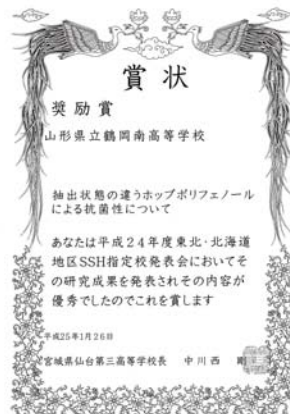 賞状
奨励賞
山形県立鶴岡南高等学校
抽出状態の違うホップポリフェノール
による抗菌性について
あなたは平成24年度東北・北海道
地区SSH指定校発表会においてそ
の研究成果を発表されその内容が
優秀でしたのでこれを賞します
平成25年1月26日
宮城県仙台第三高等学校長 中川西 剛